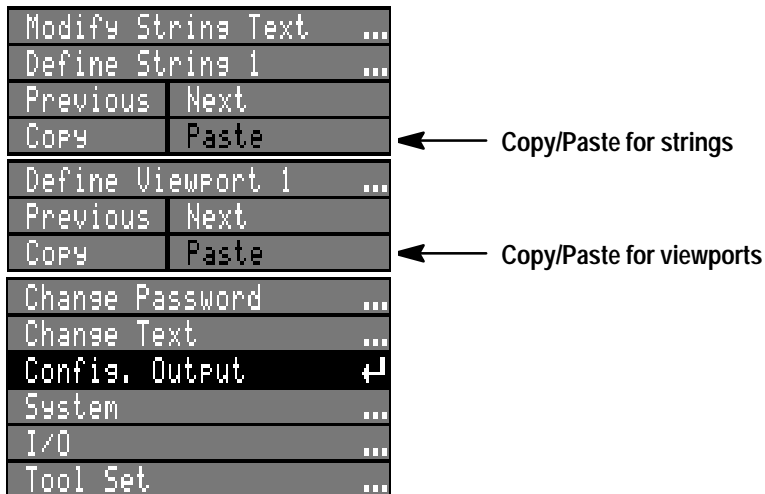 Modify String Text ...
Define String 1 ...
Previous Next
Copy Paste Copy/Paste for strings
Define Viewport 1 ...
Previous Next
Copy Paste Copy/Paste for viewports
Change Password ...
Change Text ...
Config. Output ↵
System ...
I/O ...
Tool Set ...